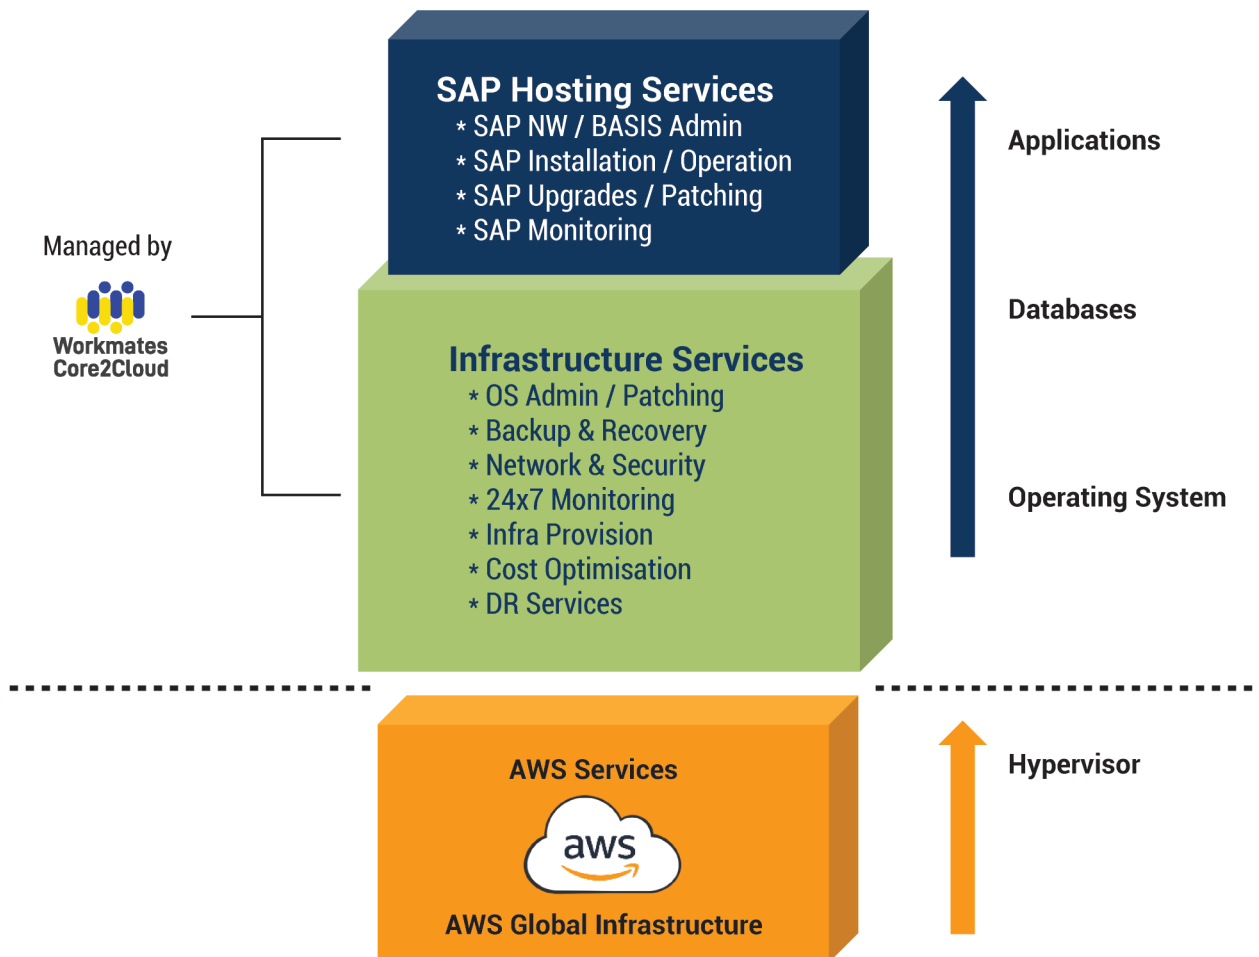 SAP Hosting Services
* SAP NW / BASIS Admin
* SAP Installation / Operation
* SAP Upgrades / Patching
* SAP Monitoring
Managed by
Workmates
Core2Cloud
Infrastructure Services
* OS Admin / Patching
* Backup & Recovery
* Network & Security
* 24x7 Monitoring
* Infra Provision
* Cost Optimisation
* DR Services
Applications
Databases
Operating System
AWS Services
aws
AWS Global Infrastructure
Hypervisor